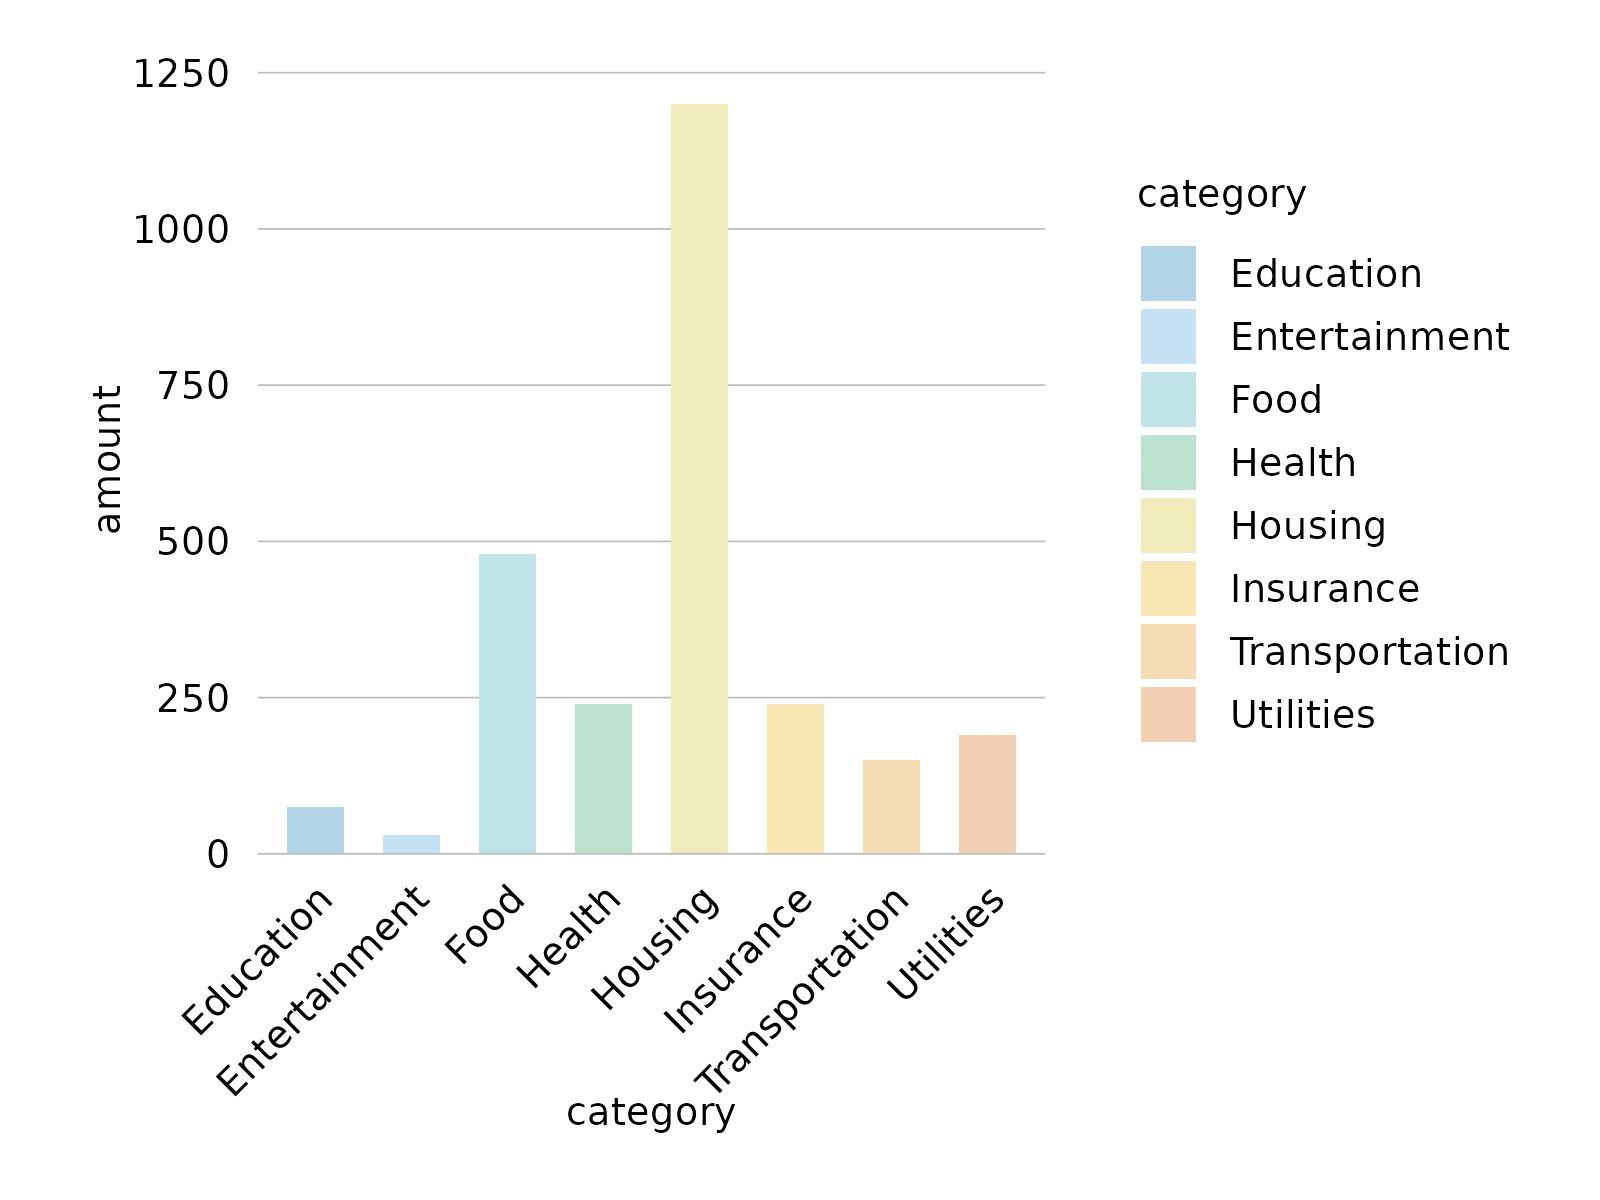 1250
1000
750
500
250
0
amount
Education
Entertainment
Food
Health
Housing
Insurance
Transportation
Utilities
category
category
Education
Entertainment
Food
Health
Housing
Insurance
Transportation
Utilities